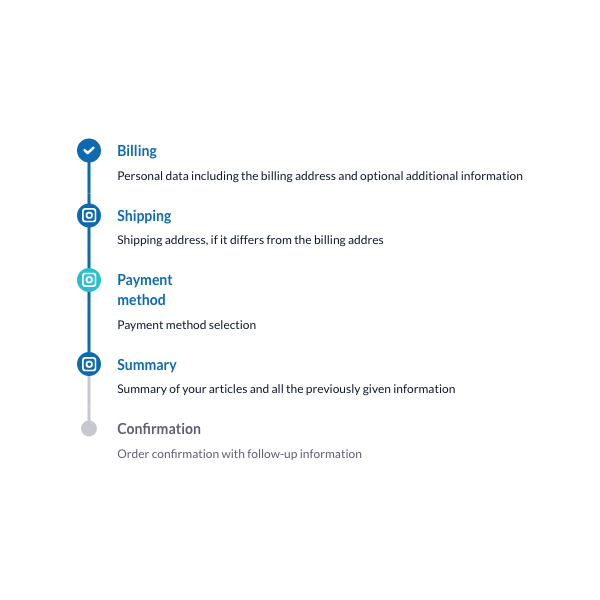 Billing
Personal data including the billing address and optional additional information
Shipping
Shipping address, if it differs from the billing addres
Payment
method
Payment method selection
Summary
Summary of your articles and all the previously given information
Confirmation
Order confirmation with follow-up information